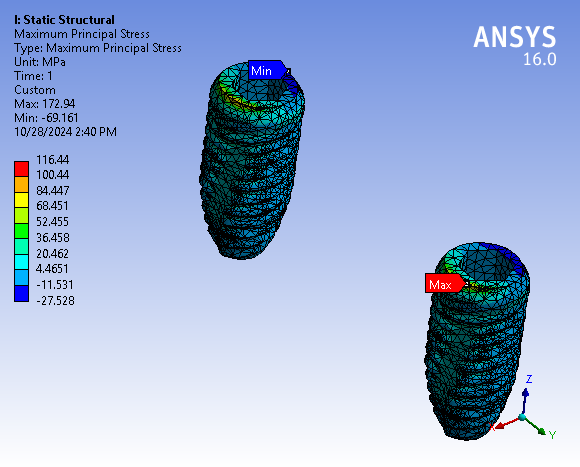 I: Static Structural
Maximum Principal Stress
Type: Maximum Principal Stress
Unit: MPa
Time: 1
Custom
Max: 172.94
Min: -69.161
10/28/2024 2:40 PM
116.44
100.44
84.447
68.451
52.455
36.458
20.462
4.4651
-11.531
-27.528
ANSYS
16.0
Min
Max
Z
X
Y